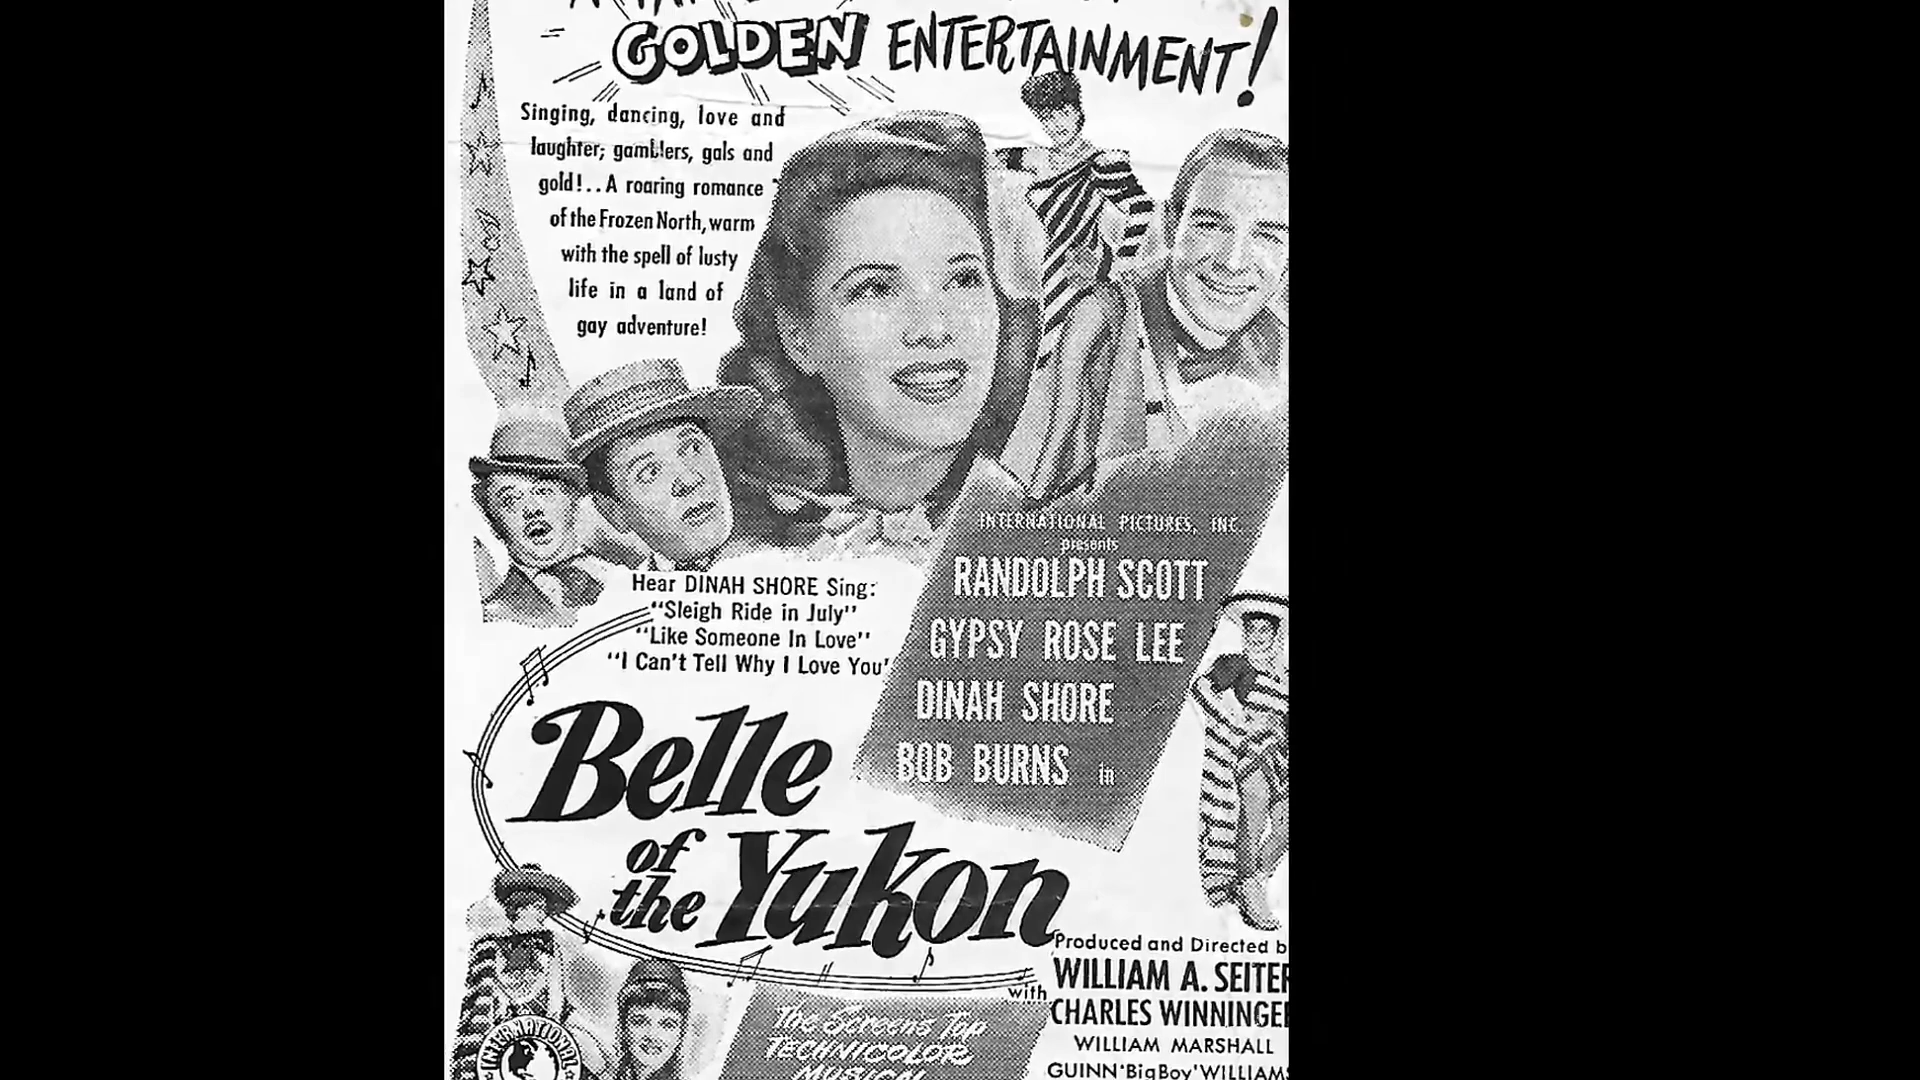 GOLDEN ENTERTAINMENT!
Singing, dancing, love and
laughter; gamblers, gals and
gold!..A roaring romance
of the Frozen North, warm
with the spell of lusty
life in a land of
gay adventure!
INTERNATIONAL PICTURES, INC.
presents
RANDOLPH SCOTT
GYPSY ROSE LEE
DINAH SHORE
BOB BURNS in
Hear DINAH SHORE Sing:
"Sleigh Ride in July"
"Like Someone In Love"
"I Can't Tell Why I Love You"
Belle
of
the Yukon
Produced and Directed b
WILLIAM A. SEITER
with CHARLES WINNINGER
WILLIAM MARSHALL
GUINN "Big Boy" WILLIAMS
The Screen's Top
TECHNICOLOR
MUSICAL
INTERNATIONAL